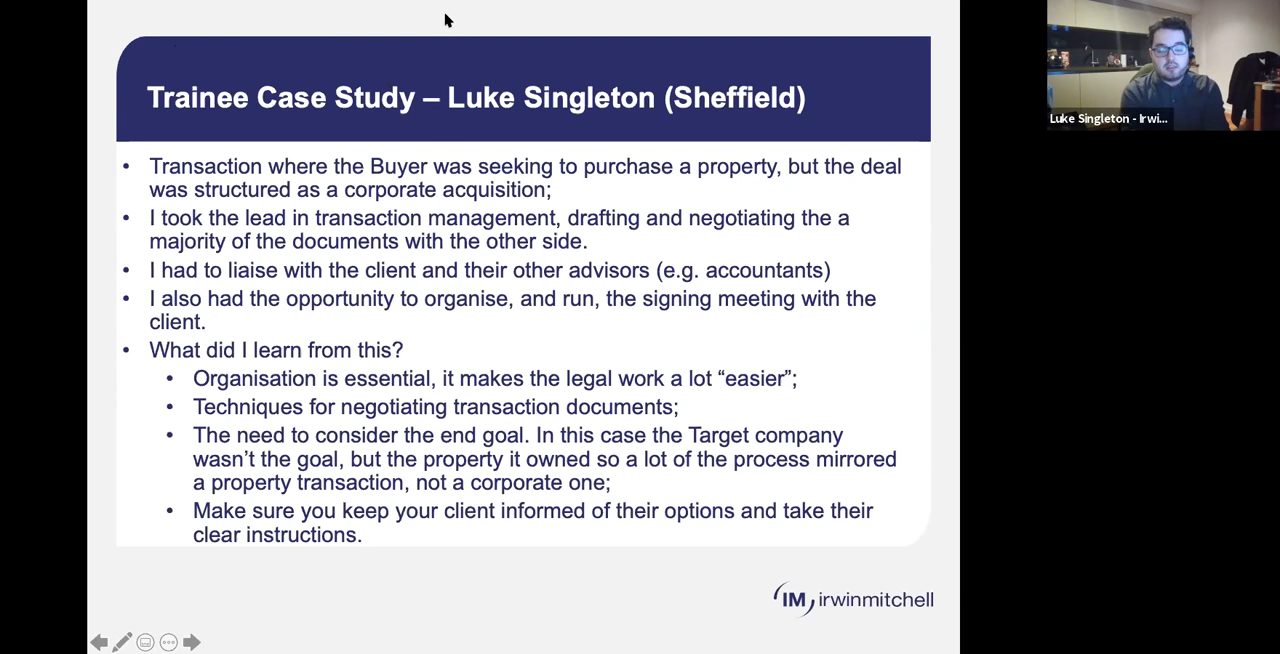 Trainee Case Study – Luke Singleton (Sheffield)
• Transaction where the Buyer was seeking to purchase a property, but the deal
was structured as a corporate acquisition;
• I took the lead in transaction management, drafting and negotiating the a
majority of the documents with the other side.
• I had to liaise with the client and their other advisors (e.g. accountants)
• I also had the opportunity to organise, and run, the signing meeting with the
client.
• What did I learn from this?
• Organisation is essential, it makes the legal work a lot “easier”;
• Techniques for negotiating transaction documents;
• The need to consider the end goal. In this case the Target company
wasn’t the goal, but the property it owned so a lot of the process mirrored
a property transaction, not a corporate one;
• Make sure you keep your client informed of their options and take their
clear instructions.
IM irwinmitchell
Luke Singleton - Irwi...